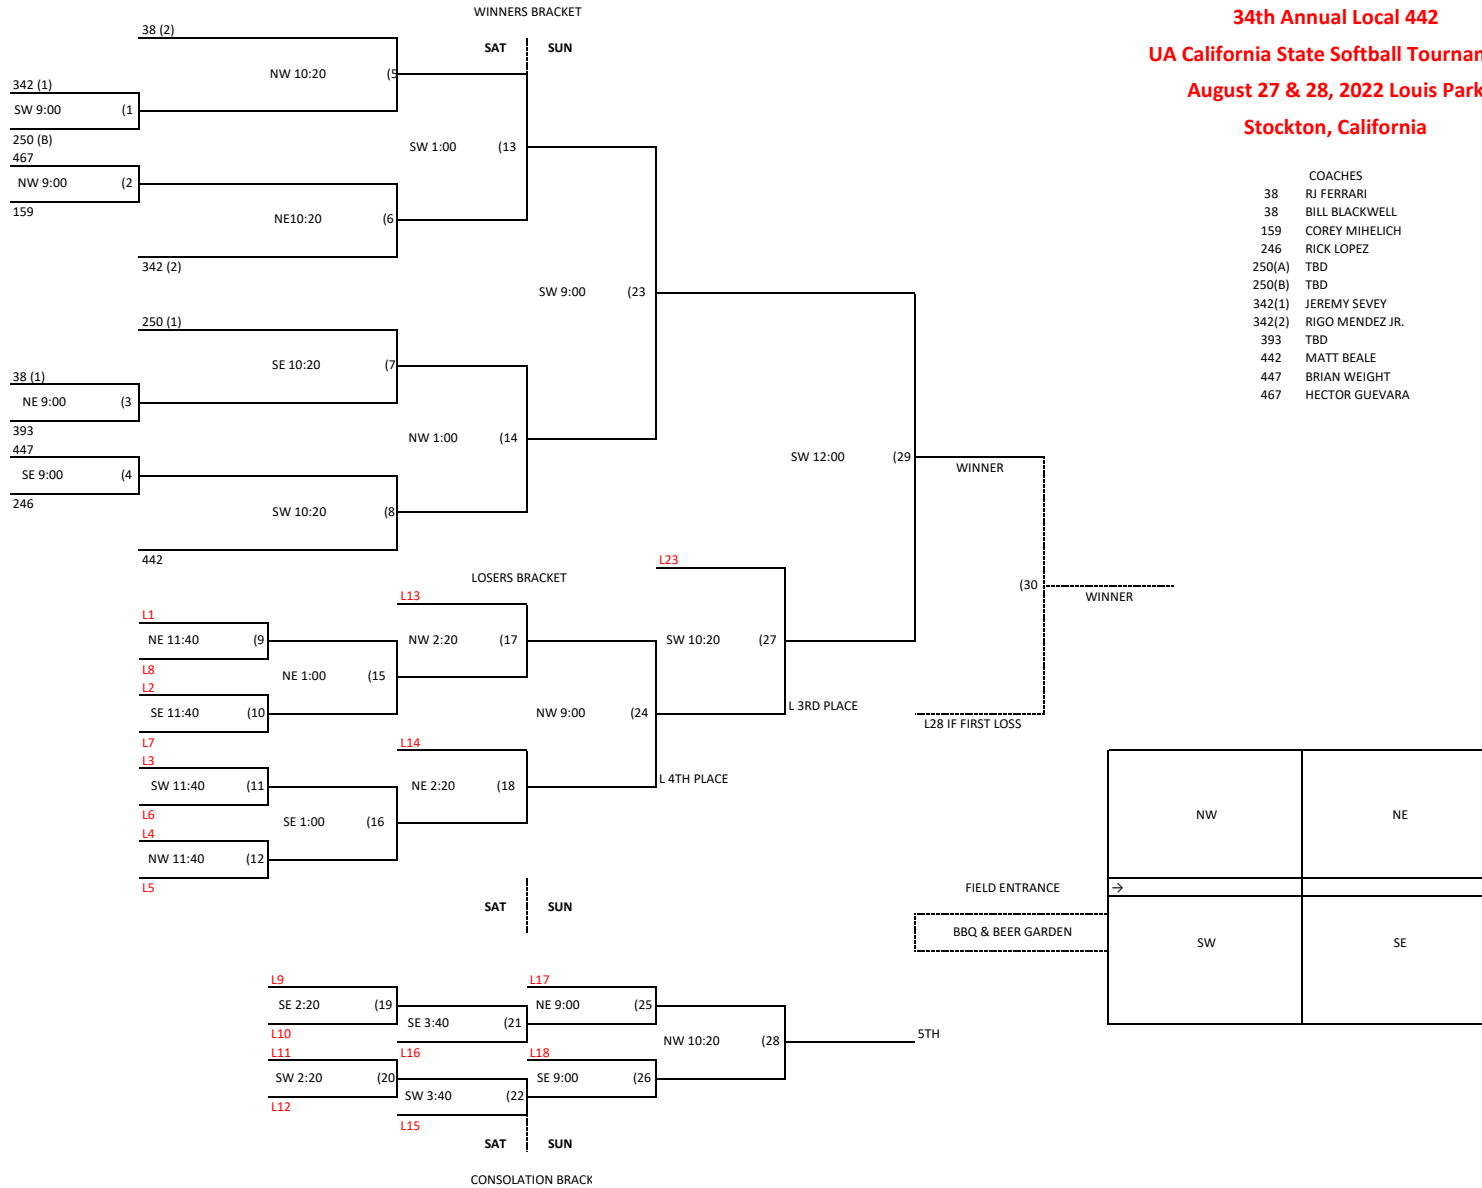 WINNERS BRACKET
34th Annual Local 442
UA California State Softball Tournar
August 27 & 28, 2022 Louis Park
Stockton, California
SAT SUN
38 (2)
NW 10:20 (5
342 (1)
SW 9:00 (1
250 (B)
467
NW 9:00 (2
159
SW 1:00 (13
NE10:20 (6
342 (2)
SW 9:00 (23
250 (1)
SE 10:20 (7
38 (1)
NE 9:00 (3
393
447
SE 9:00 (4
246
NW 1:00 (14
SW 10:20 (8
442
SW 12:00 (29
WINNER
COACHES
38 RJ FERRARI
38 BILL BLACKWELL
159 COREY MIHELICH
246 RICK LOPEZ
250(A) TBD
250(B) TBD
342(1) JEREMY SEVEY
342(2) RIGO MENDEZ JR.
393 TBD
442 MATT BEALE
447 BRIAN WEIGHT
467 HECTOR GUEVARA
LOSERS BRACKET
L23
L13
(30
WINNER
L1
NE 11:40 (9
L8
L2
SE 11:40 (10
L7
L3
SW 11:40 (11
L6
L4
NW 11:40 (12
L5
NE 1:00 (15
SE 1:00 (16
NW 2:20 (17
L14
NE 2:20 (18
NW 9:00 (24
SW 10:20 (27
L 3RD PLACE
L 4TH PLACE
L28 IF FIRST LOSS
SAT SUN
NW NE
FIELD ENTRANCE →
BBQ & BEER GARDEN
SW SE
L9
SE 2:20 (19
L10
L11
SW 2:20 (20
L12
SE 3:40 (21
L16
SW 3:40 (22
L15
L17
NE 9:00 (25
L18
SE 9:00 (26
NW 10:20 (28
5TH
SAT SUN
CONSOLATION BRACK